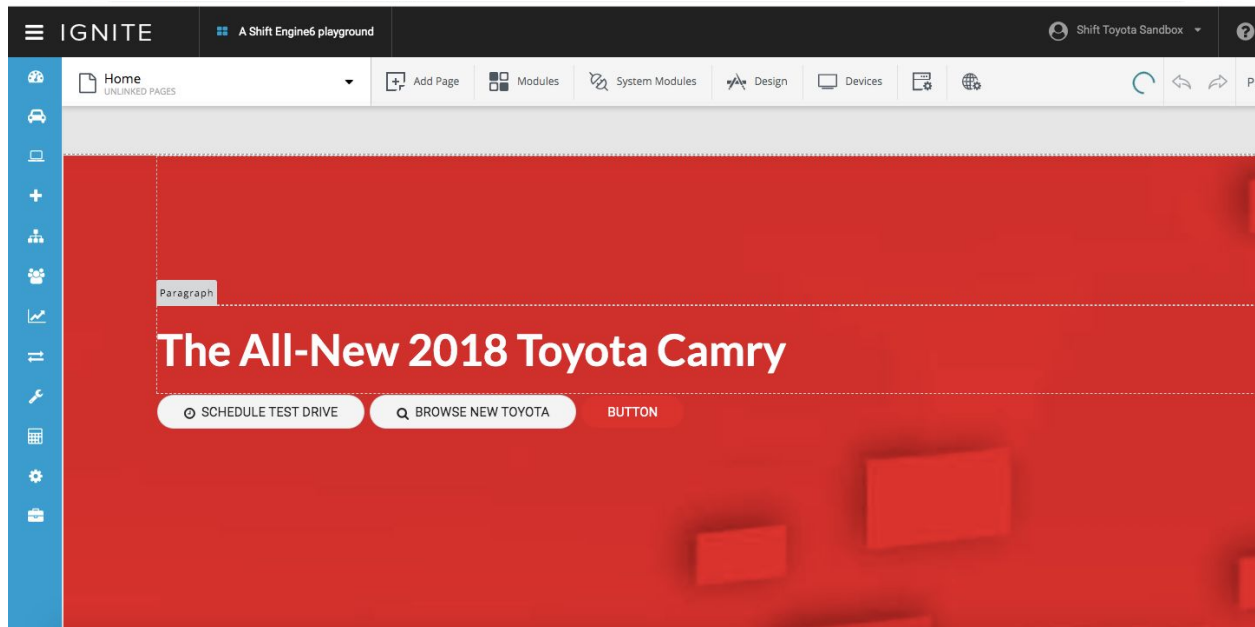 IGNITE
A Shift Engine6 playground
Shift Toyota Sandbox
?
Home
UNLINKED PAGES
Add Page
Modules
System Modules
Design
Devices
P
Paragraph
The All-New 2018 Toyota Camry
SCHEDULE TEST DRIVE
BROWSE NEW TOYOTA
BUTTON